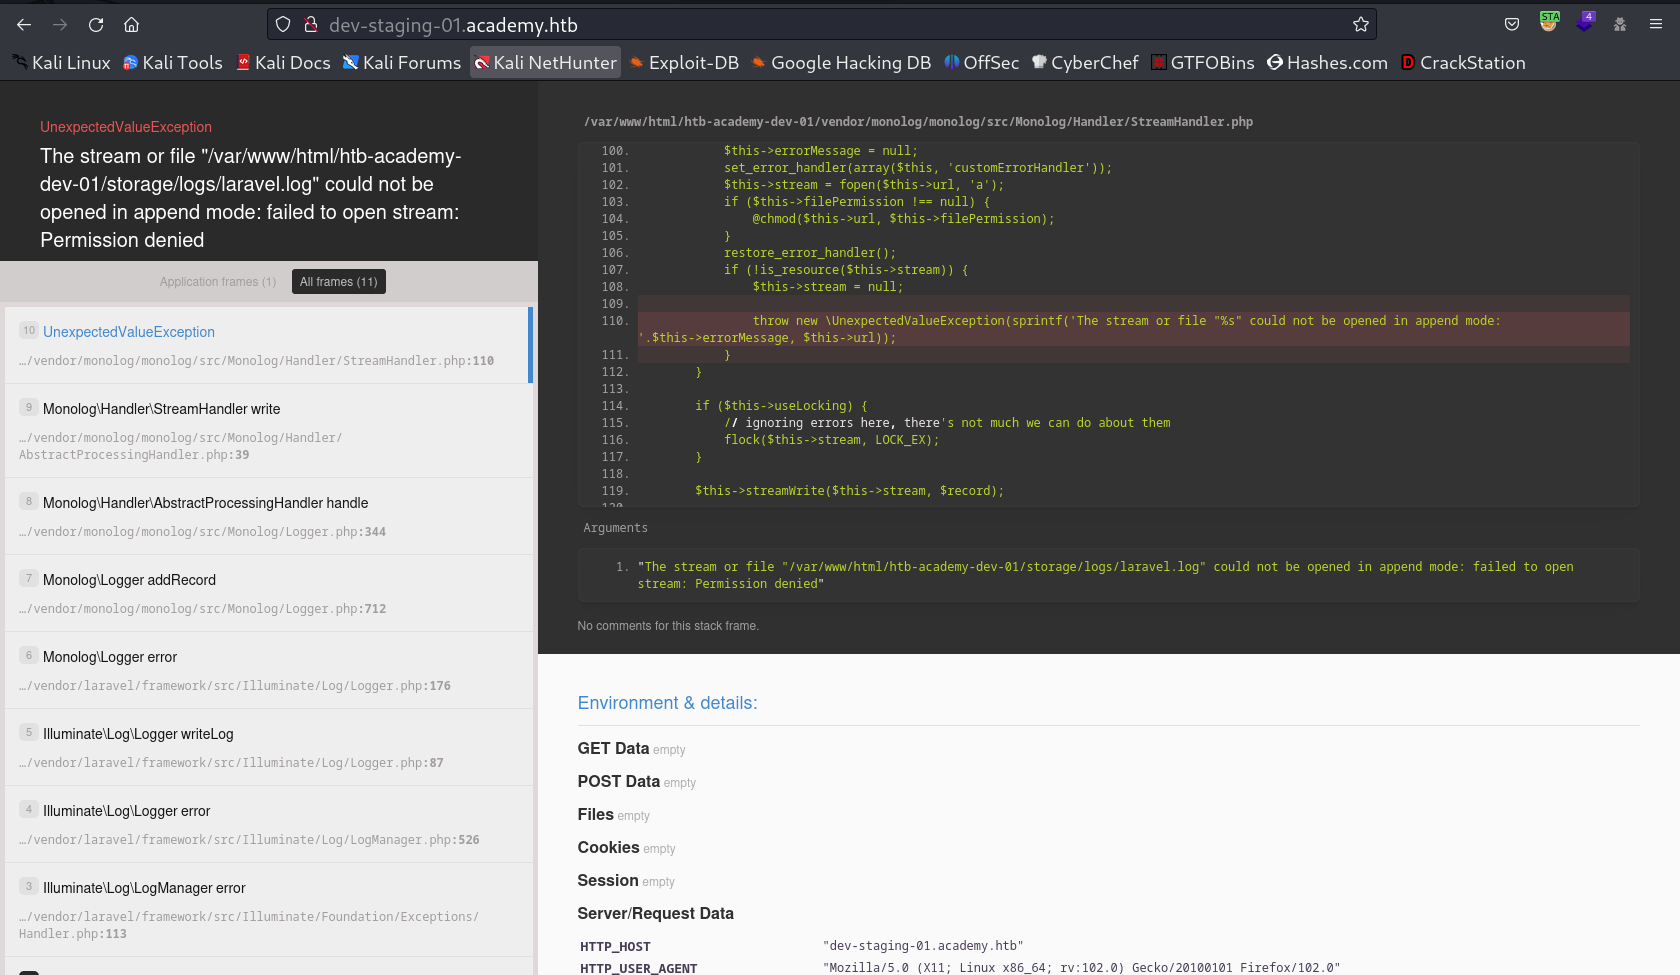 dev-staging-01.academy.htb
STA
4
Kali Linux Kali Tools Kali Docs Kali Forums Kali NetHunter Exploit-DB Google Hacking DB OffSec CyberChef GTFOBins Hashes.com CrackStation
UnexpectedValueException
The stream or file "/var/www/html/htb-academy-
dev-01/storage/logs/laravel.log" could not be
opened in append mode: failed to open stream:
Permission denied
Application frames (1) All frames (11)
10 UnexpectedValueException
…/vendor/monolog/monolog/src/Monolog/Handler/StreamHandler.php:110
9 Monolog\Handler\StreamHandler write
…/vendor/monolog/monolog/src/Monolog/Handler/
AbstractProcessingHandler.php:39
8 Monolog\Handler\AbstractProcessingHandler handle
…/vendor/monolog/monolog/src/Monolog/Logger.php:344
7 Monolog\Logger addRecord
…/vendor/monolog/monolog/src/Monolog/Logger.php:712
6 Monolog\Logger error
…/vendor/laravel/framework/src/Illuminate/Log/Logger.php:176
5 Illuminate\Log\Logger writeLog
…/vendor/laravel/framework/src/Illuminate/Log/Logger.php:87
4 Illuminate\Log\Logger error
…/vendor/laravel/framework/src/Illuminate/Log/LogManager.php:526
3 Illuminate\Log\LogManager error
…/vendor/laravel/framework/src/Illuminate/Foundation/Exceptions/
Handler.php:113
/var/www/html/htb-academy-dev-01/vendor/monolog/monolog/src/Monolog/Handler/StreamHandler.php
100. $this->errorMessage = null;
101. set_error_handler(array($this, 'customErrorHandler'));
102. $this->stream = fopen($this->url, 'a');
103. if ($this->filePermission !== null) {
104. @chmod($this->url, $this->filePermission);
105. }
106. restore_error_handler();
107. if (!is_resource($this->stream)) {
108. $this->stream = null;
109.
110. throw new \UnexpectedValueException(sprintf('The stream or file "%s" could not be opened in append mode:
'.$this->errorMessage, $this->url));
111. }
112. }
113.
114. if ($this->useLocking) {
115. // ignoring errors here, there's not much we can do about them
116. flock($this->stream, LOCK_EX);
117. }
118.
119. $this->streamWrite($this->stream, $record);
120.
Arguments
1. "The stream or file "/var/www/html/htb-academy-dev-01/storage/logs/laravel.log" could not be opened in append mode: failed to open
stream: Permission denied"
No comments for this stack frame.
Environment & details:
GET Data empty
POST Data empty
Files empty
Cookies empty
Session empty
Server/Request Data
HTTP_HOST "dev-staging-01.academy.htb"
HTTP_USER_AGENT "Mozilla/5.0 (X11; Linux x86_64; rv:102.0) Gecko/20100101 Firefox/102.0"